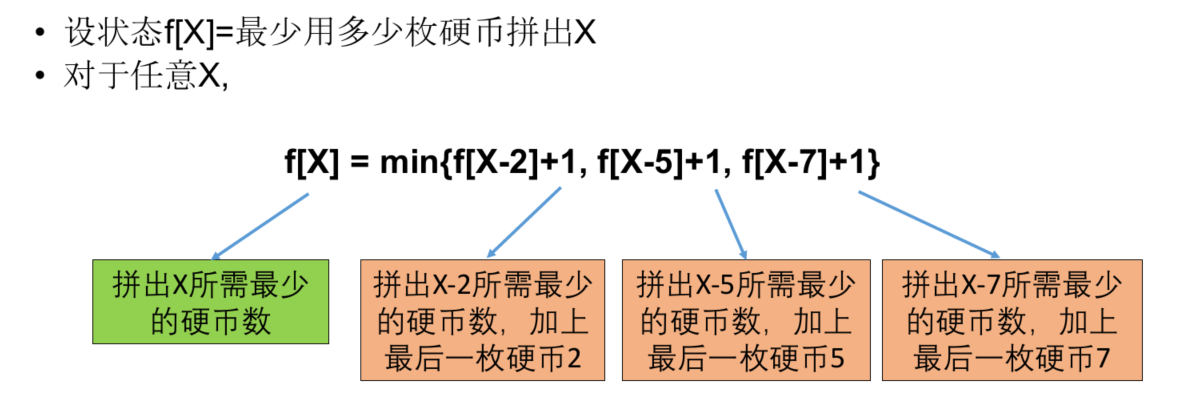 • 设状态f[X]=最少用多少枚硬币拼出X
• 对于任意X,
f[X] = min{f[X-2]+1, f[X-5]+1, f[X-7]+1}
拼出X所需最少
的硬币数
拼出X-2所需最少
的硬币数，加上
最后一枚硬币2
拼出X-5所需最少
的硬币数，加上
最后一枚硬币5
拼出X-7所需最少
的硬币数，加上
最后一枚硬币7